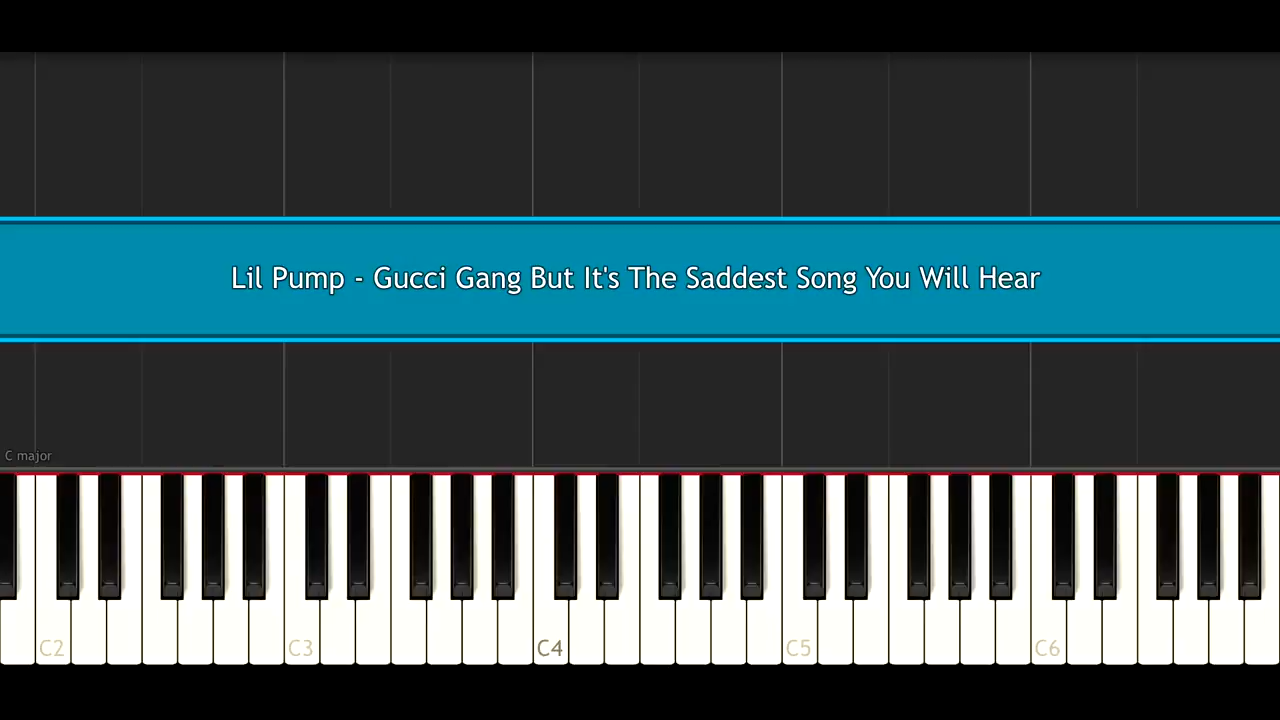 Lil Pump - Gucci Gang But It's The Saddest Song You Will Hear
C major
C2 C3 C4 C5 C6